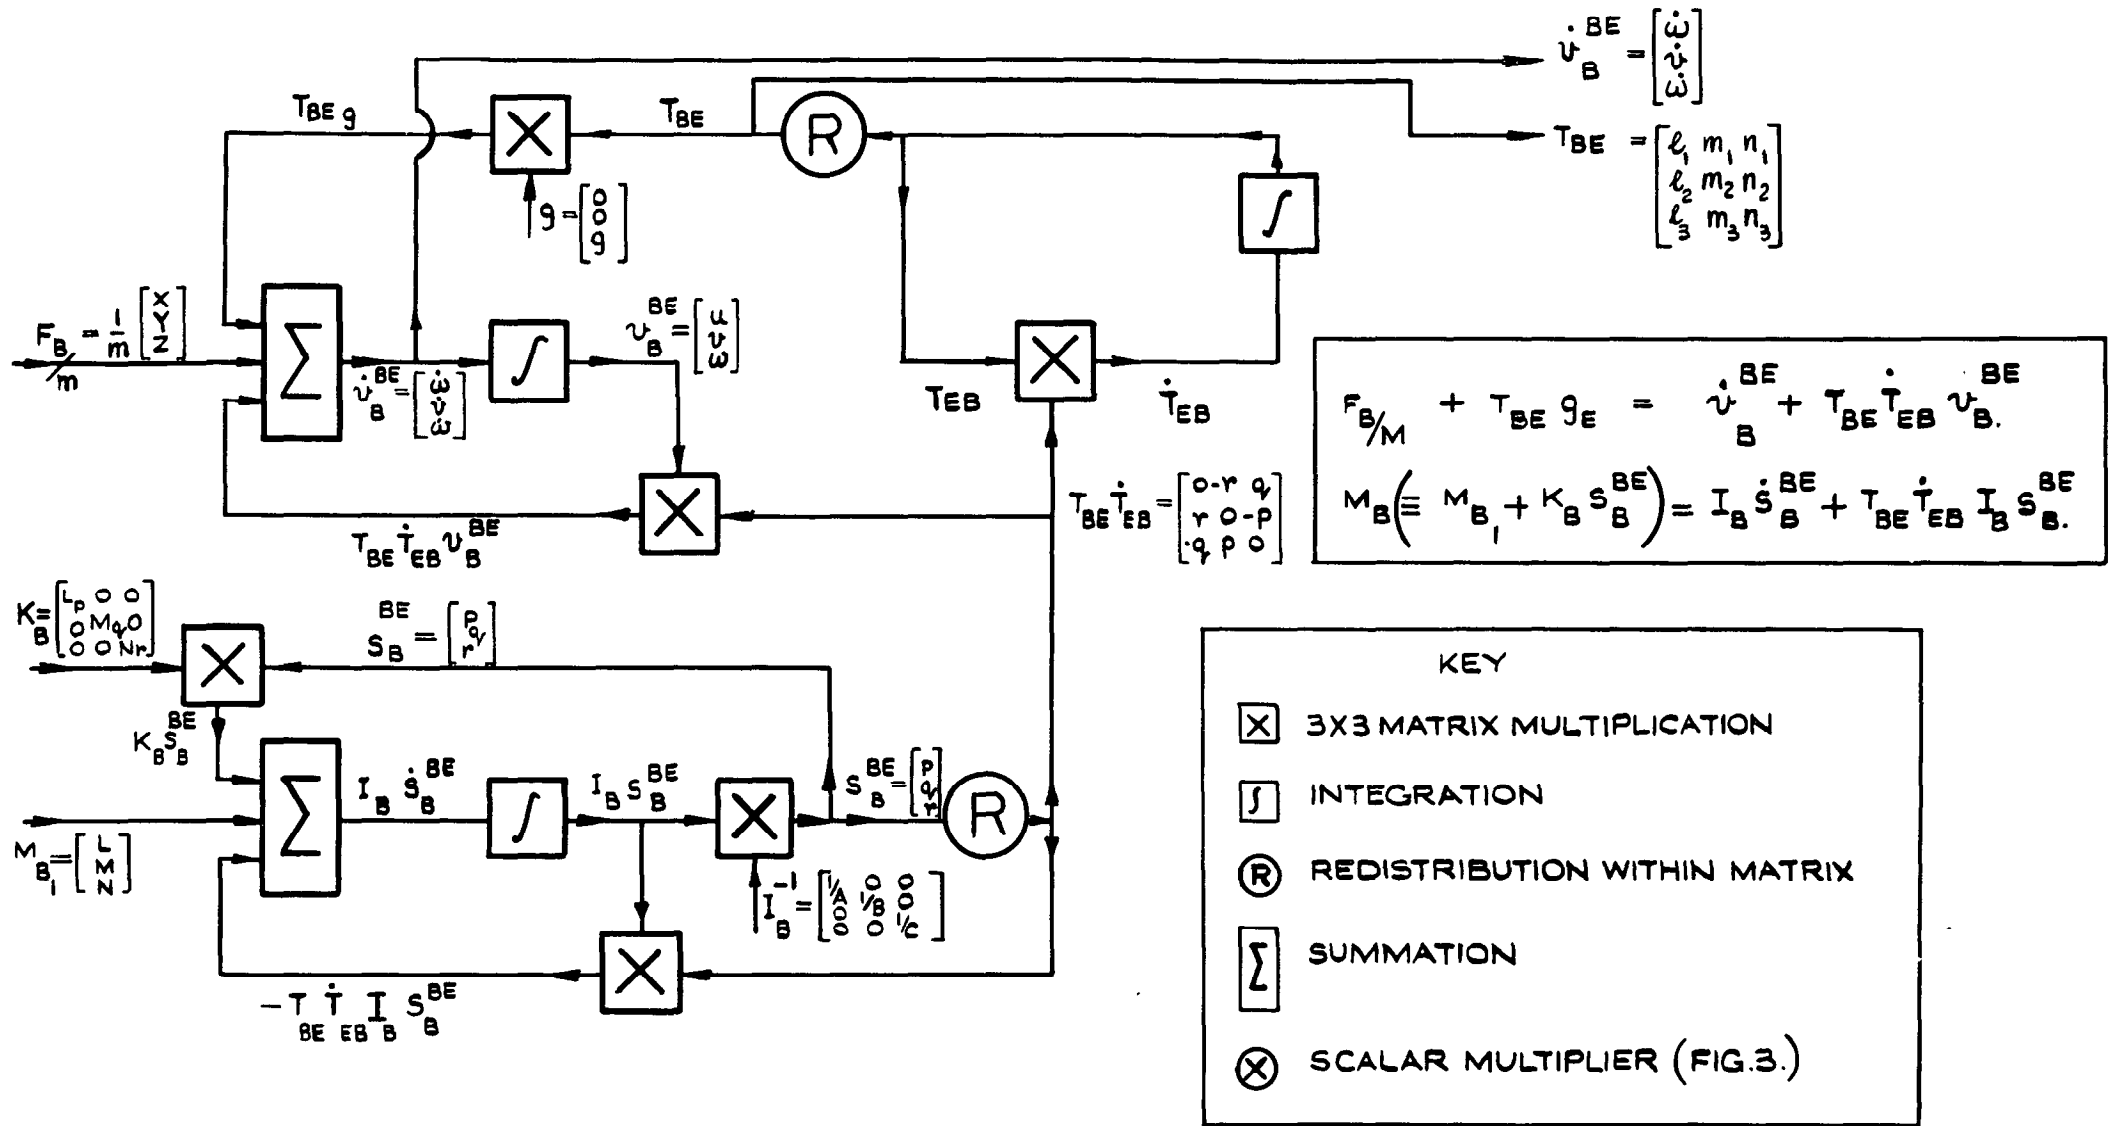 v̇_B^BE = [ẇ v̇ ẇ]
T_BE g
T_BE
R
T_BE = [ℓ₁ m₁ n₁
ℓ₂ m₂ n₂
ℓ₃ m₃ n₃]
g = [0 0 g]
∫
F_B/m = 1/m [X Y Z]
Σ
v̇_B^BE = [ẇ v̇ ẇ]
∫
v_B^BE = [u v w]
×
T_EB
Ṫ_EB
F_B/M + T_BE g_E = v̇_B^BE + T_BE Ṫ_EB v_B^BE.
M_B(≡ M_B₁ + K_B S_B^BE) = I_B Ṡ_B^BE + T_BE Ṫ_EB I_B S_B^BE.
T_BE Ṫ_EB = [0 -r q
r 0 -p
·q p 0]
T_BE Ṫ_EB v_B^BE
K_B = [L_p 0 0
0 M_q 0
0 0 N_r]
S_B^BE = [p q r]
K_B S_B^BE
M_B₁ = [L M N]
Σ
I_B Ṡ_B^BE
∫
I_B S_B^BE
×
S_B^BE = [p q r]
R
I_B^-1 = [1/A 0 0
0 1/B 0
0 0 1/C]
-T_BE Ṫ_EB I_B S_B^BE
KEY
× 3X3 MATRIX MULTIPLICATION
∫ INTEGRATION
R REDISTRIBUTION WITHIN MATRIX
Σ SUMMATION
× SCALAR MULTIPLIER (FIG.3.)